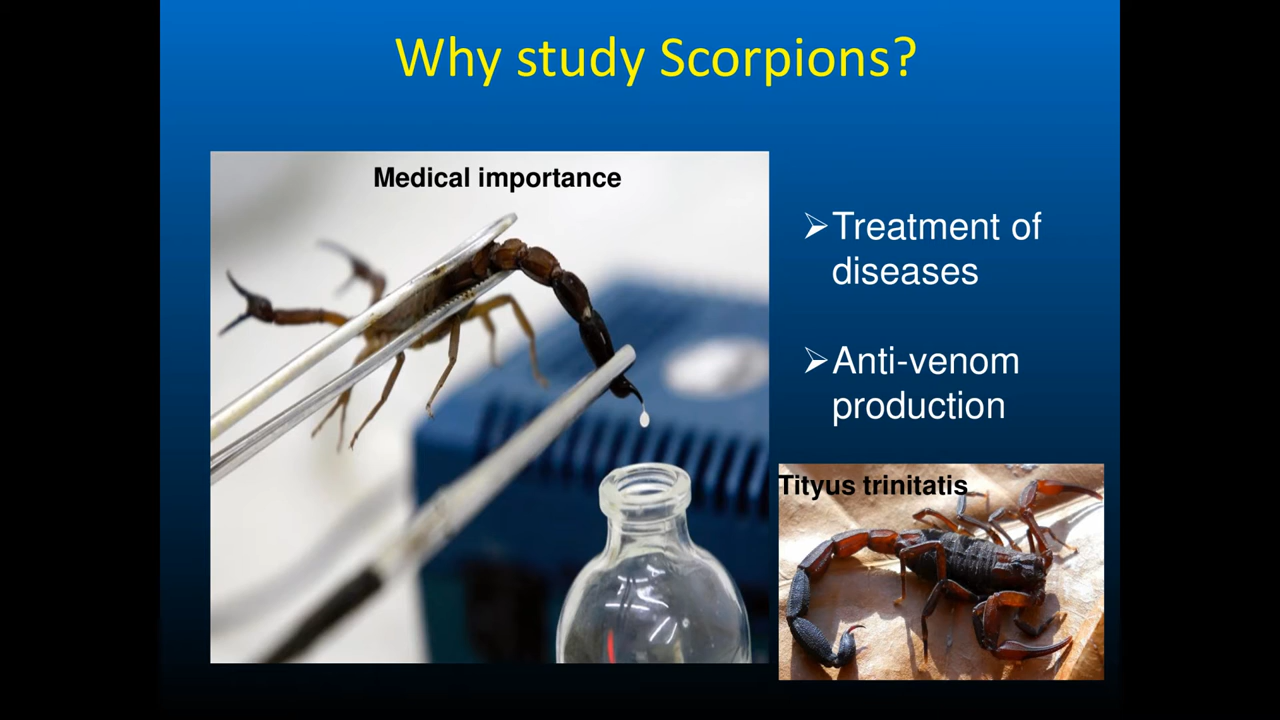 Why study Scorpions?
Medical importance
➢Treatment of
diseases
➢Anti-venom
production
Tityus trinitatis